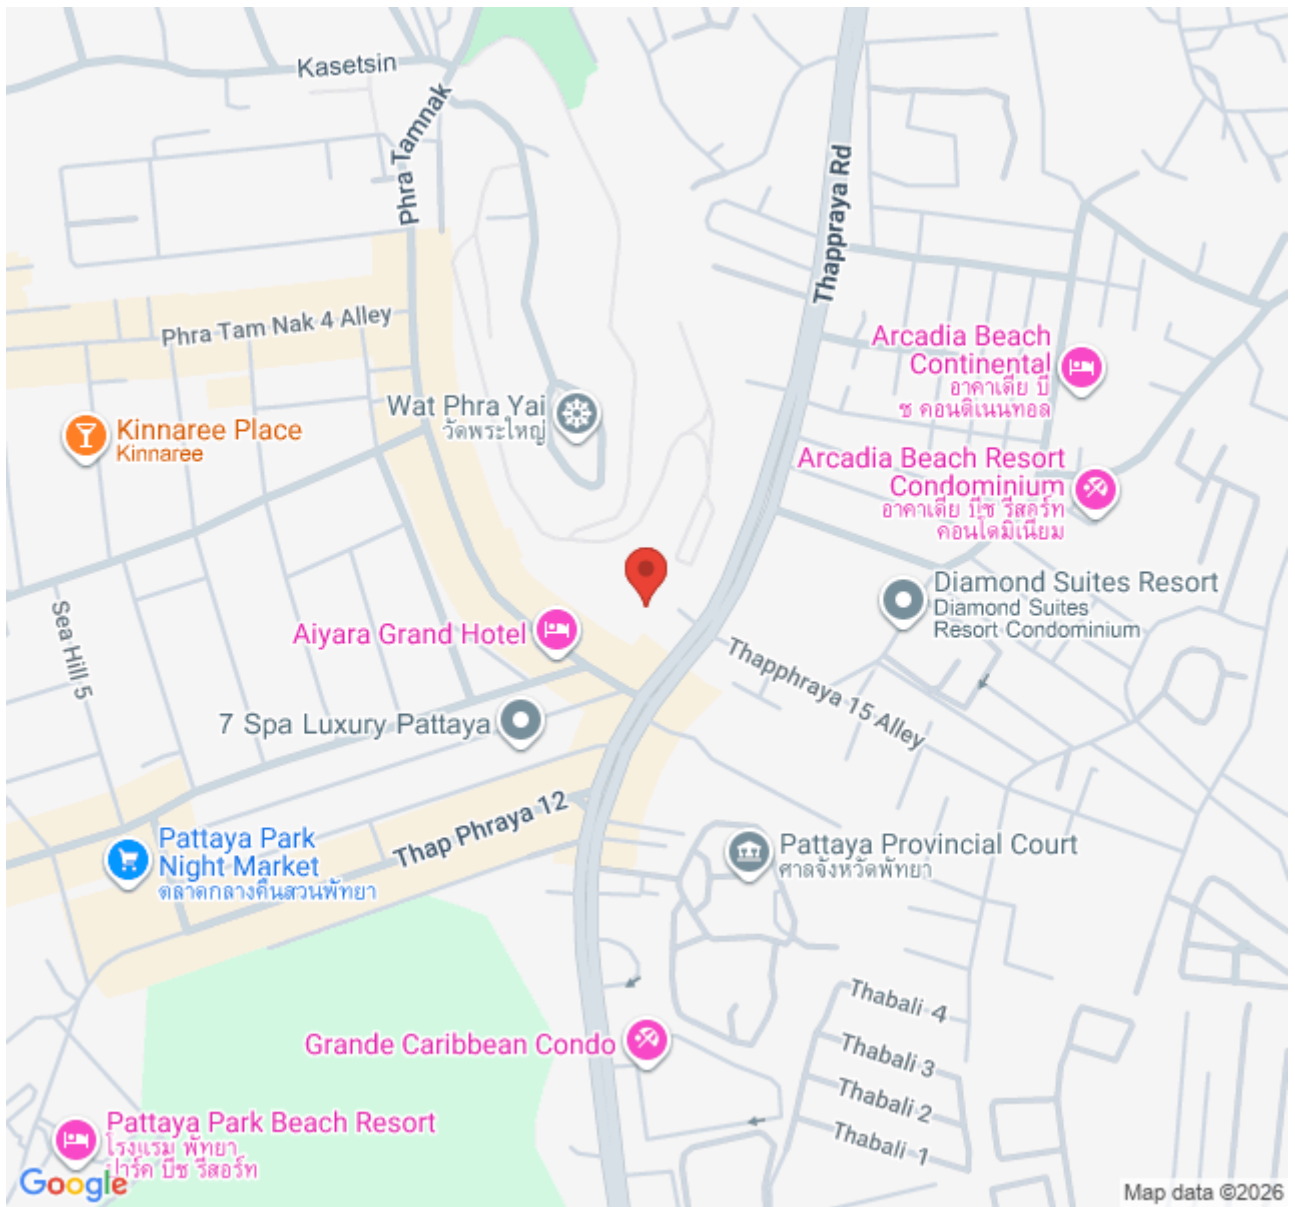 Kasetsin
Phra Tamnak
Thappraya Rd
Phra Tam Nak 4 Alley
Arcadia Beach
Continental
อาคาเดีย บี
ช คอนติเนนทอล
Wat Phra Yai
วัดพระใหญ่
Kinnaree Place
Kinnaree
Arcadia Beach Resort
Condominium
อาคาเดีย บีช รีสอร์ท
คอนโดมิเนียม
Diamond Suites Resort
Diamond Suites
Resort Condominium
Sea Hill 5
Aiyara Grand Hotel
Thapphraya 15 Alley
7 Spa Luxury Pattaya
Thap Phraya 12
Pattaya Park
Night Market
ตลาดกลางคืนสวนพัทยา
Pattaya Provincial Court
ศาลจังหวัดพัทยา
Thabali 4
Grande Caribbean Condo
Thabali 3
Thabali 2
Pattaya Park Beach Resort
โรงแรม พัทยา
ปาร์ค บีช รีสอร์ท
Thabali 1
Google
Map data ©2026